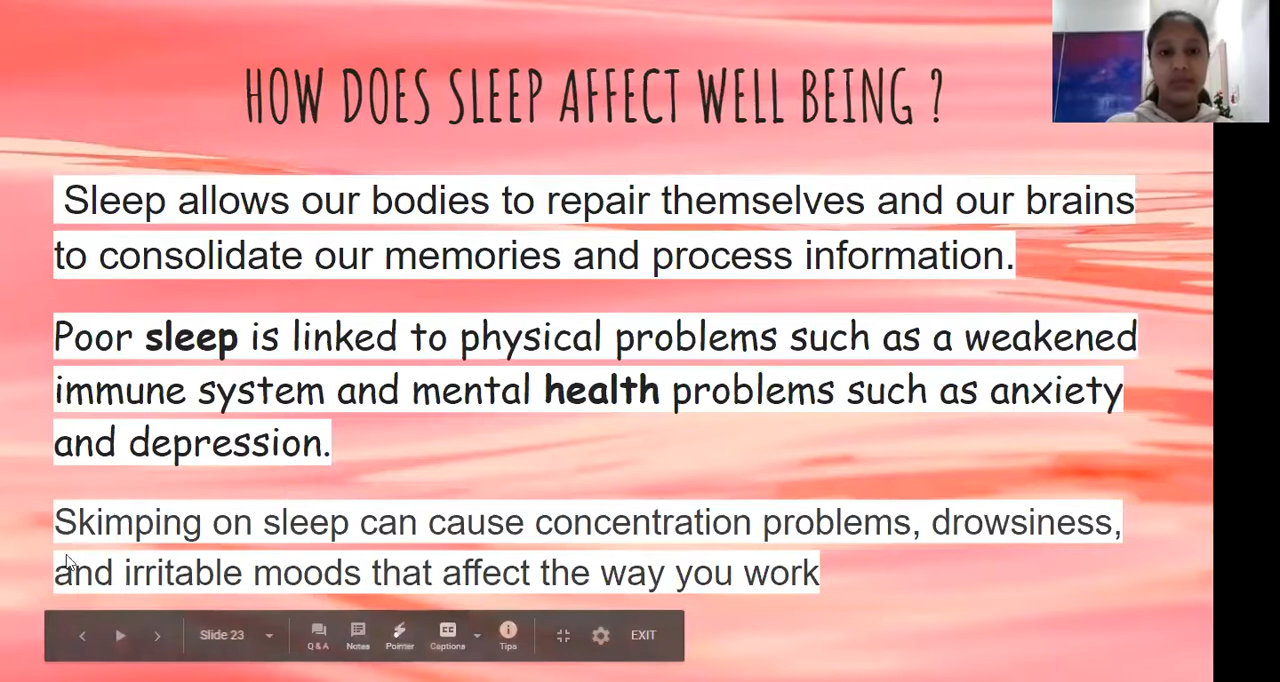 HOW DOES SLEEP AFFECT WELL BEING ?
Sleep allows our bodies to repair themselves and our brains
to consolidate our memories and process information.
Poor sleep is linked to physical problems such as a weakened
immune system and mental health problems such as anxiety
and depression.
Skimping on sleep can cause concentration problems, drowsiness,
and irritable moods that affect the way you work
Slide 23
Q & A
Notes
Pointer
Captions
Tips
EXIT